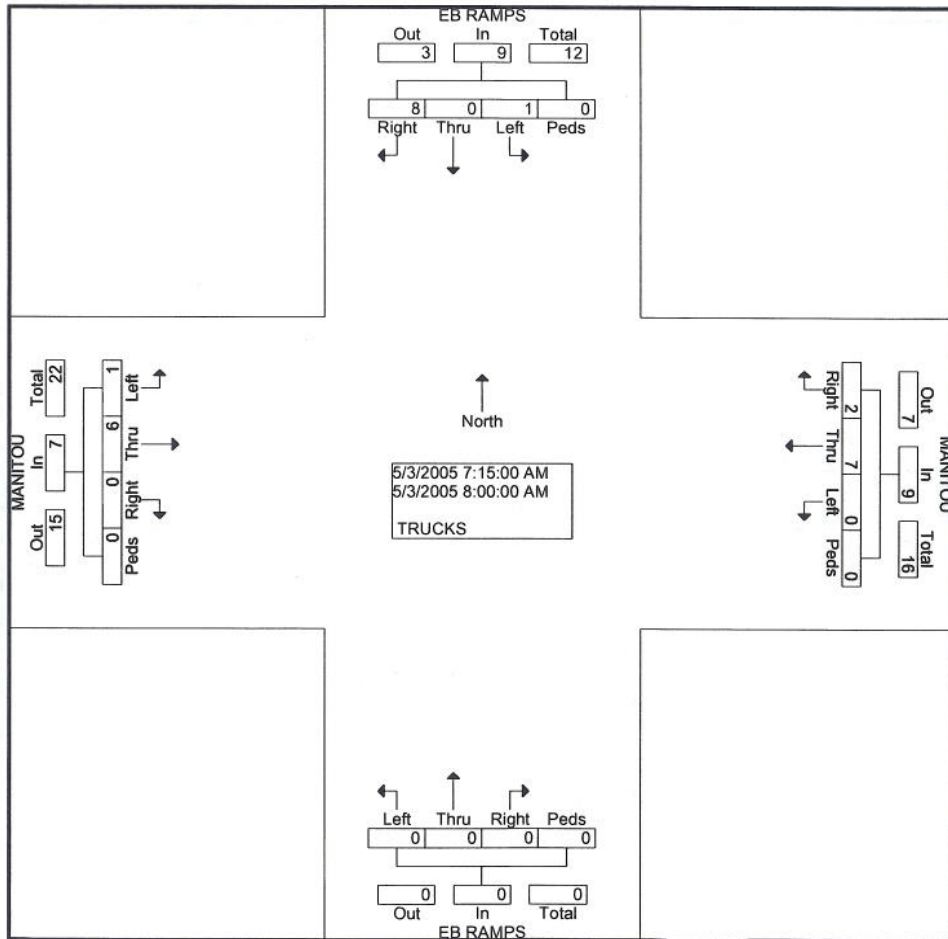 EB RAMPS
Out In Total
3 9 12
8 0 1 0
Right Thru Left Peds
MANITOU
Total In Out
22 7 15
1 6 0 0
Left Thru Right Peds
North
5/3/2005 7:15:00 AM
5/3/2005 8:00:00 AM
TRUCKS
Right Thru Left Peds
2 7 0 0
Out In Total
7 9 16
MANITOU
Left Thru Right Peds
0 0 0 0
0 0 0
Out In Total
EB RAMPS